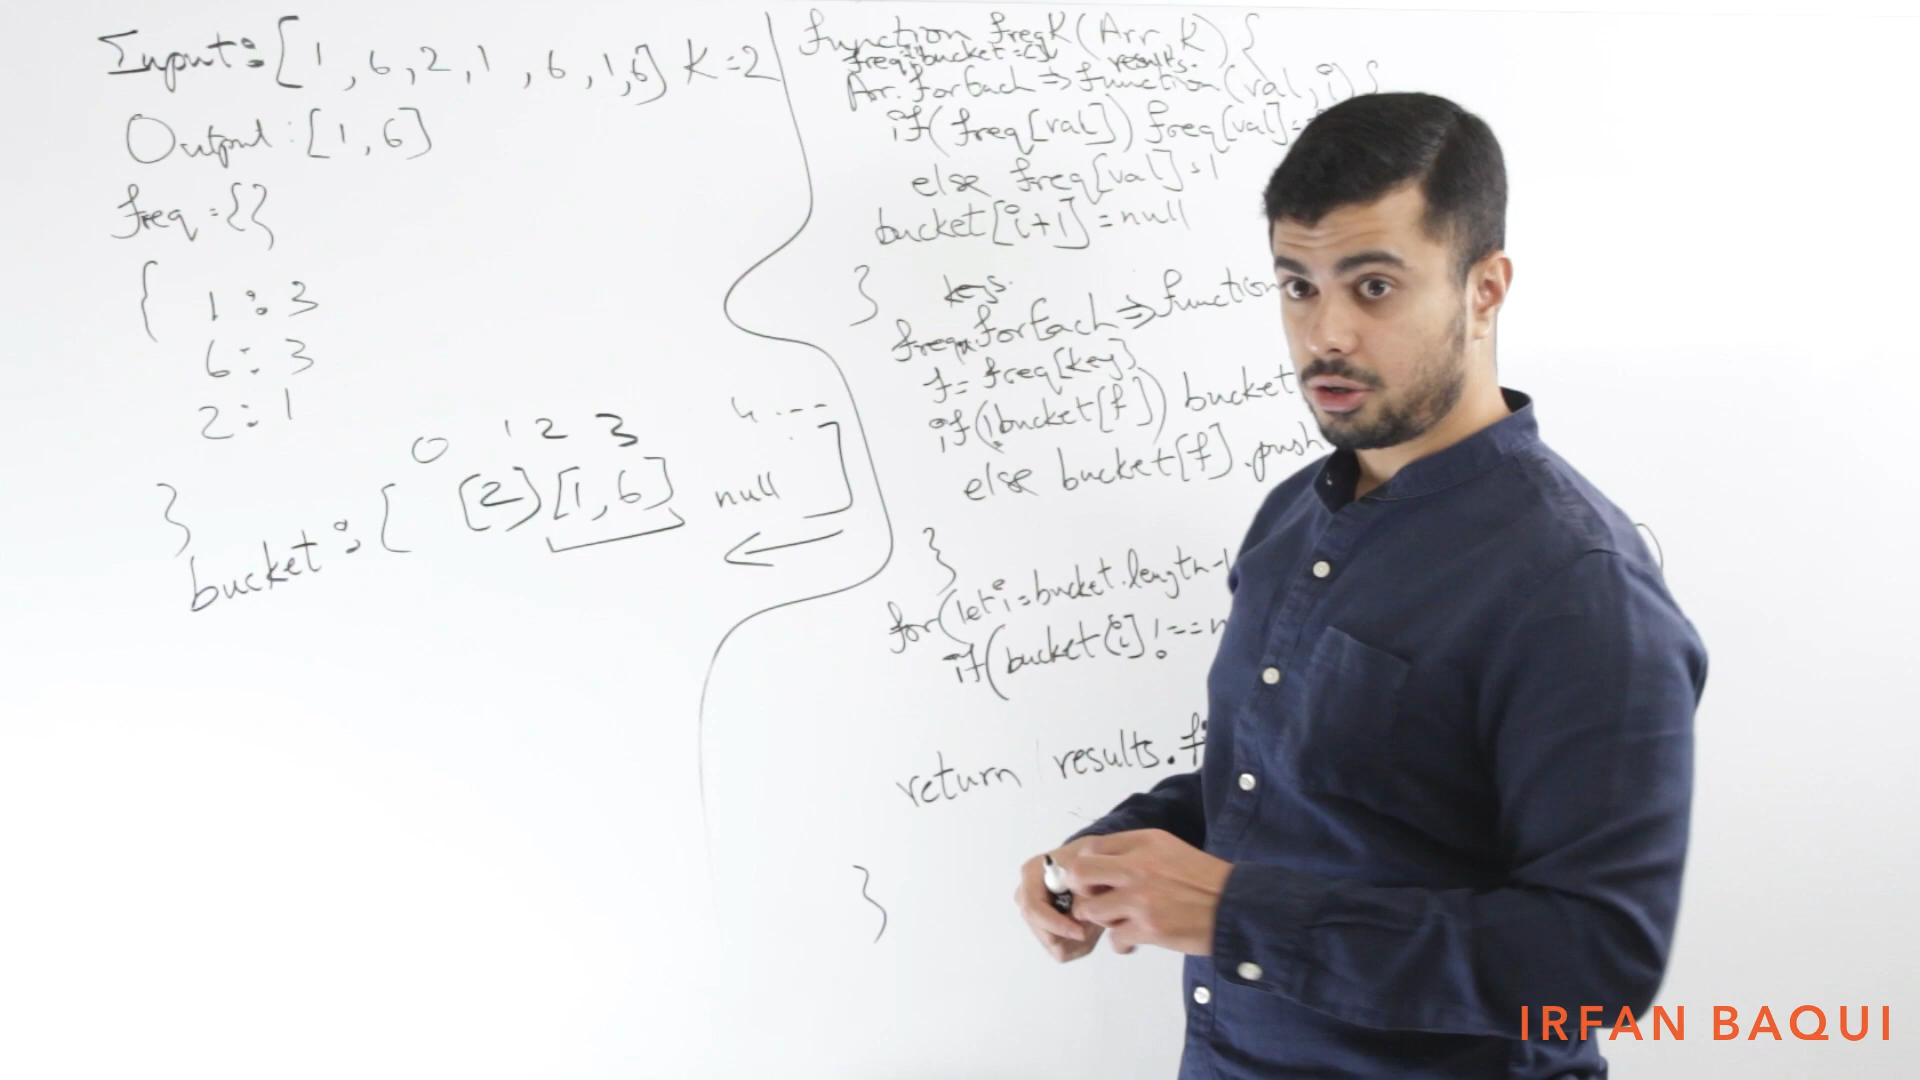 Input: [1, 6, 2, 1, 6, 1, 6] K=2
Output: [1, 6]
freq = {}
{ 1 : 3
6 : 3
2 : 1
}
0 1 2 3 4 ...
bucket : [ [2] [1, 6] null ]
function freqK(Arr, K) {
freq bucket results
Arr.forEach => function(val, i) {
if(freq[val]) freq[val]=
else freq[val]=1
bucket[i+1]=null
}
keys
freq.forEach => function
f = freq[key]
if(!bucket[f]) bucket
else bucket[f].push
}
for(let i=bucket.length-1
if(bucket[i] !==
return results.
}
IRFAN BAQUI